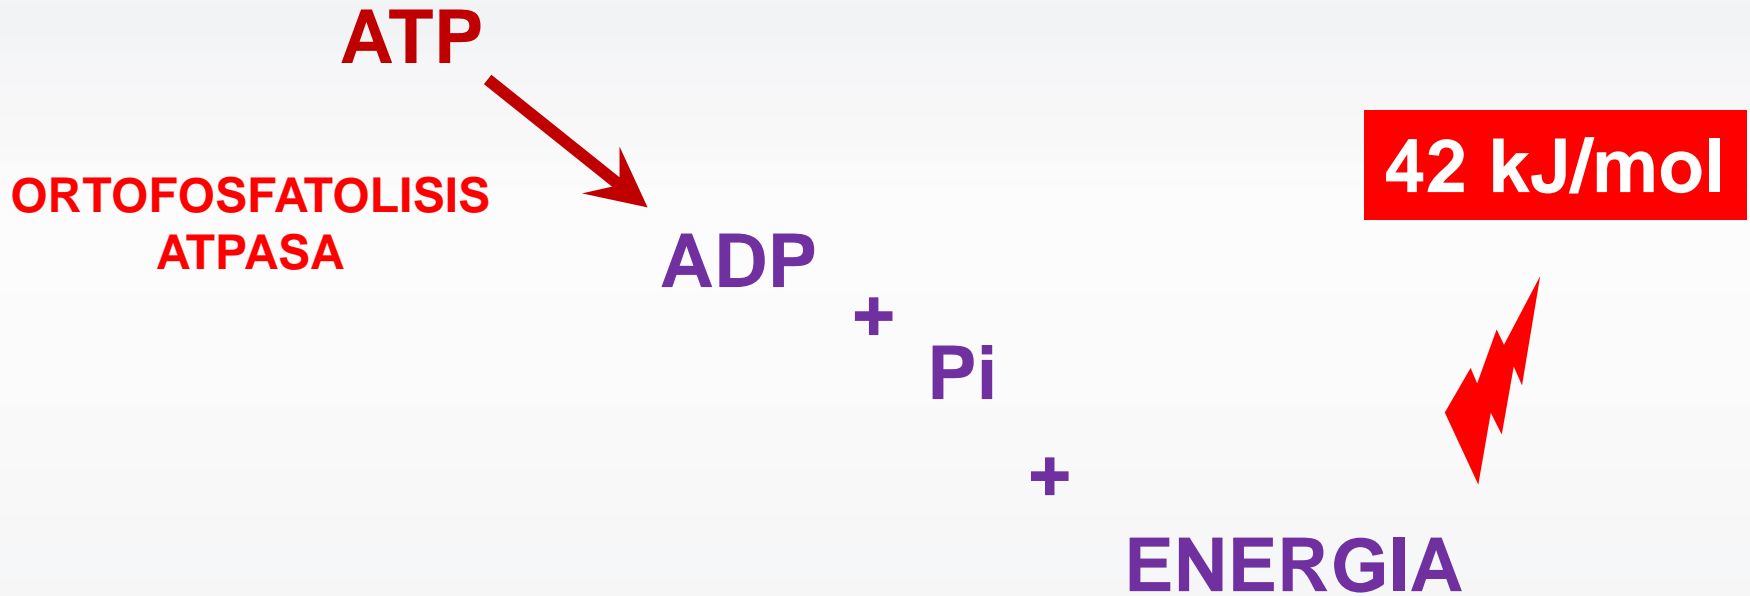 ATP
42 kJ/mol
ORTOFOSFATOLISIS
ATPASA
ADP
+
Pi
+
ENERGIA